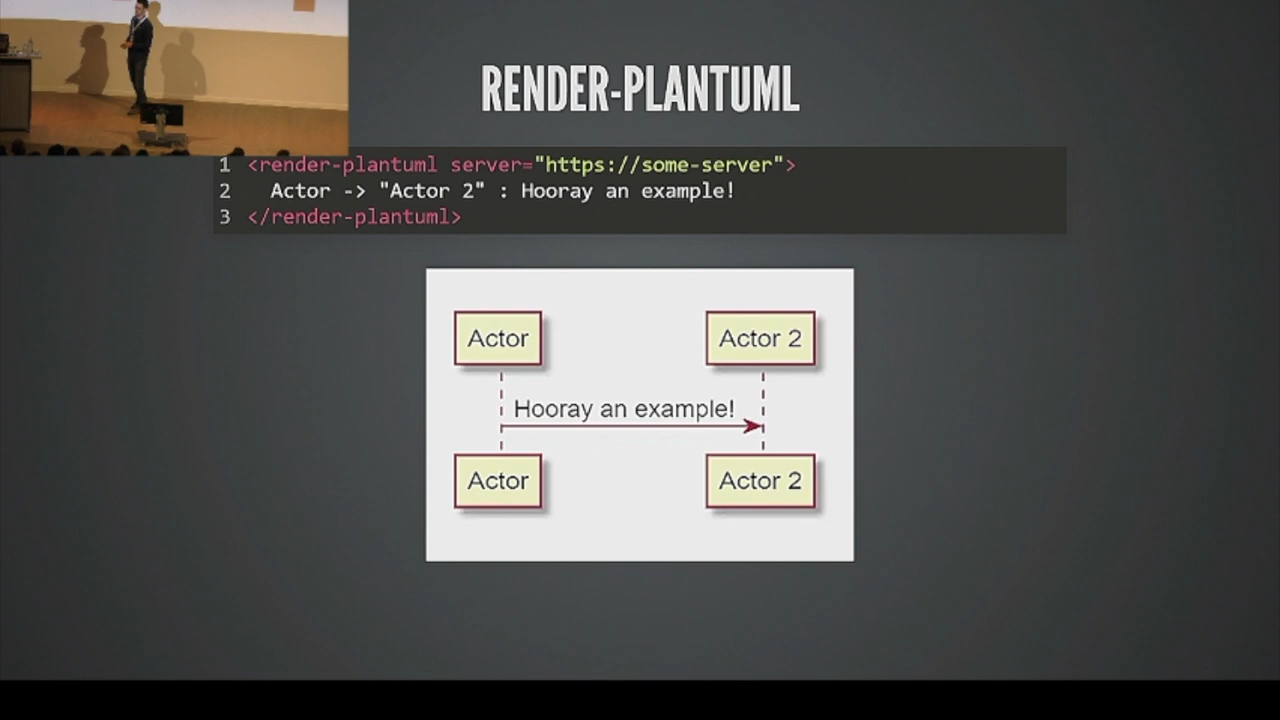 RENDER-PLANTUML
1 <render-plantuml server="https://some-server">
2 Actor -> "Actor 2" : Hooray an example!
3 </render-plantuml>
Actor Actor 2
Hooray an example!
Actor Actor 2